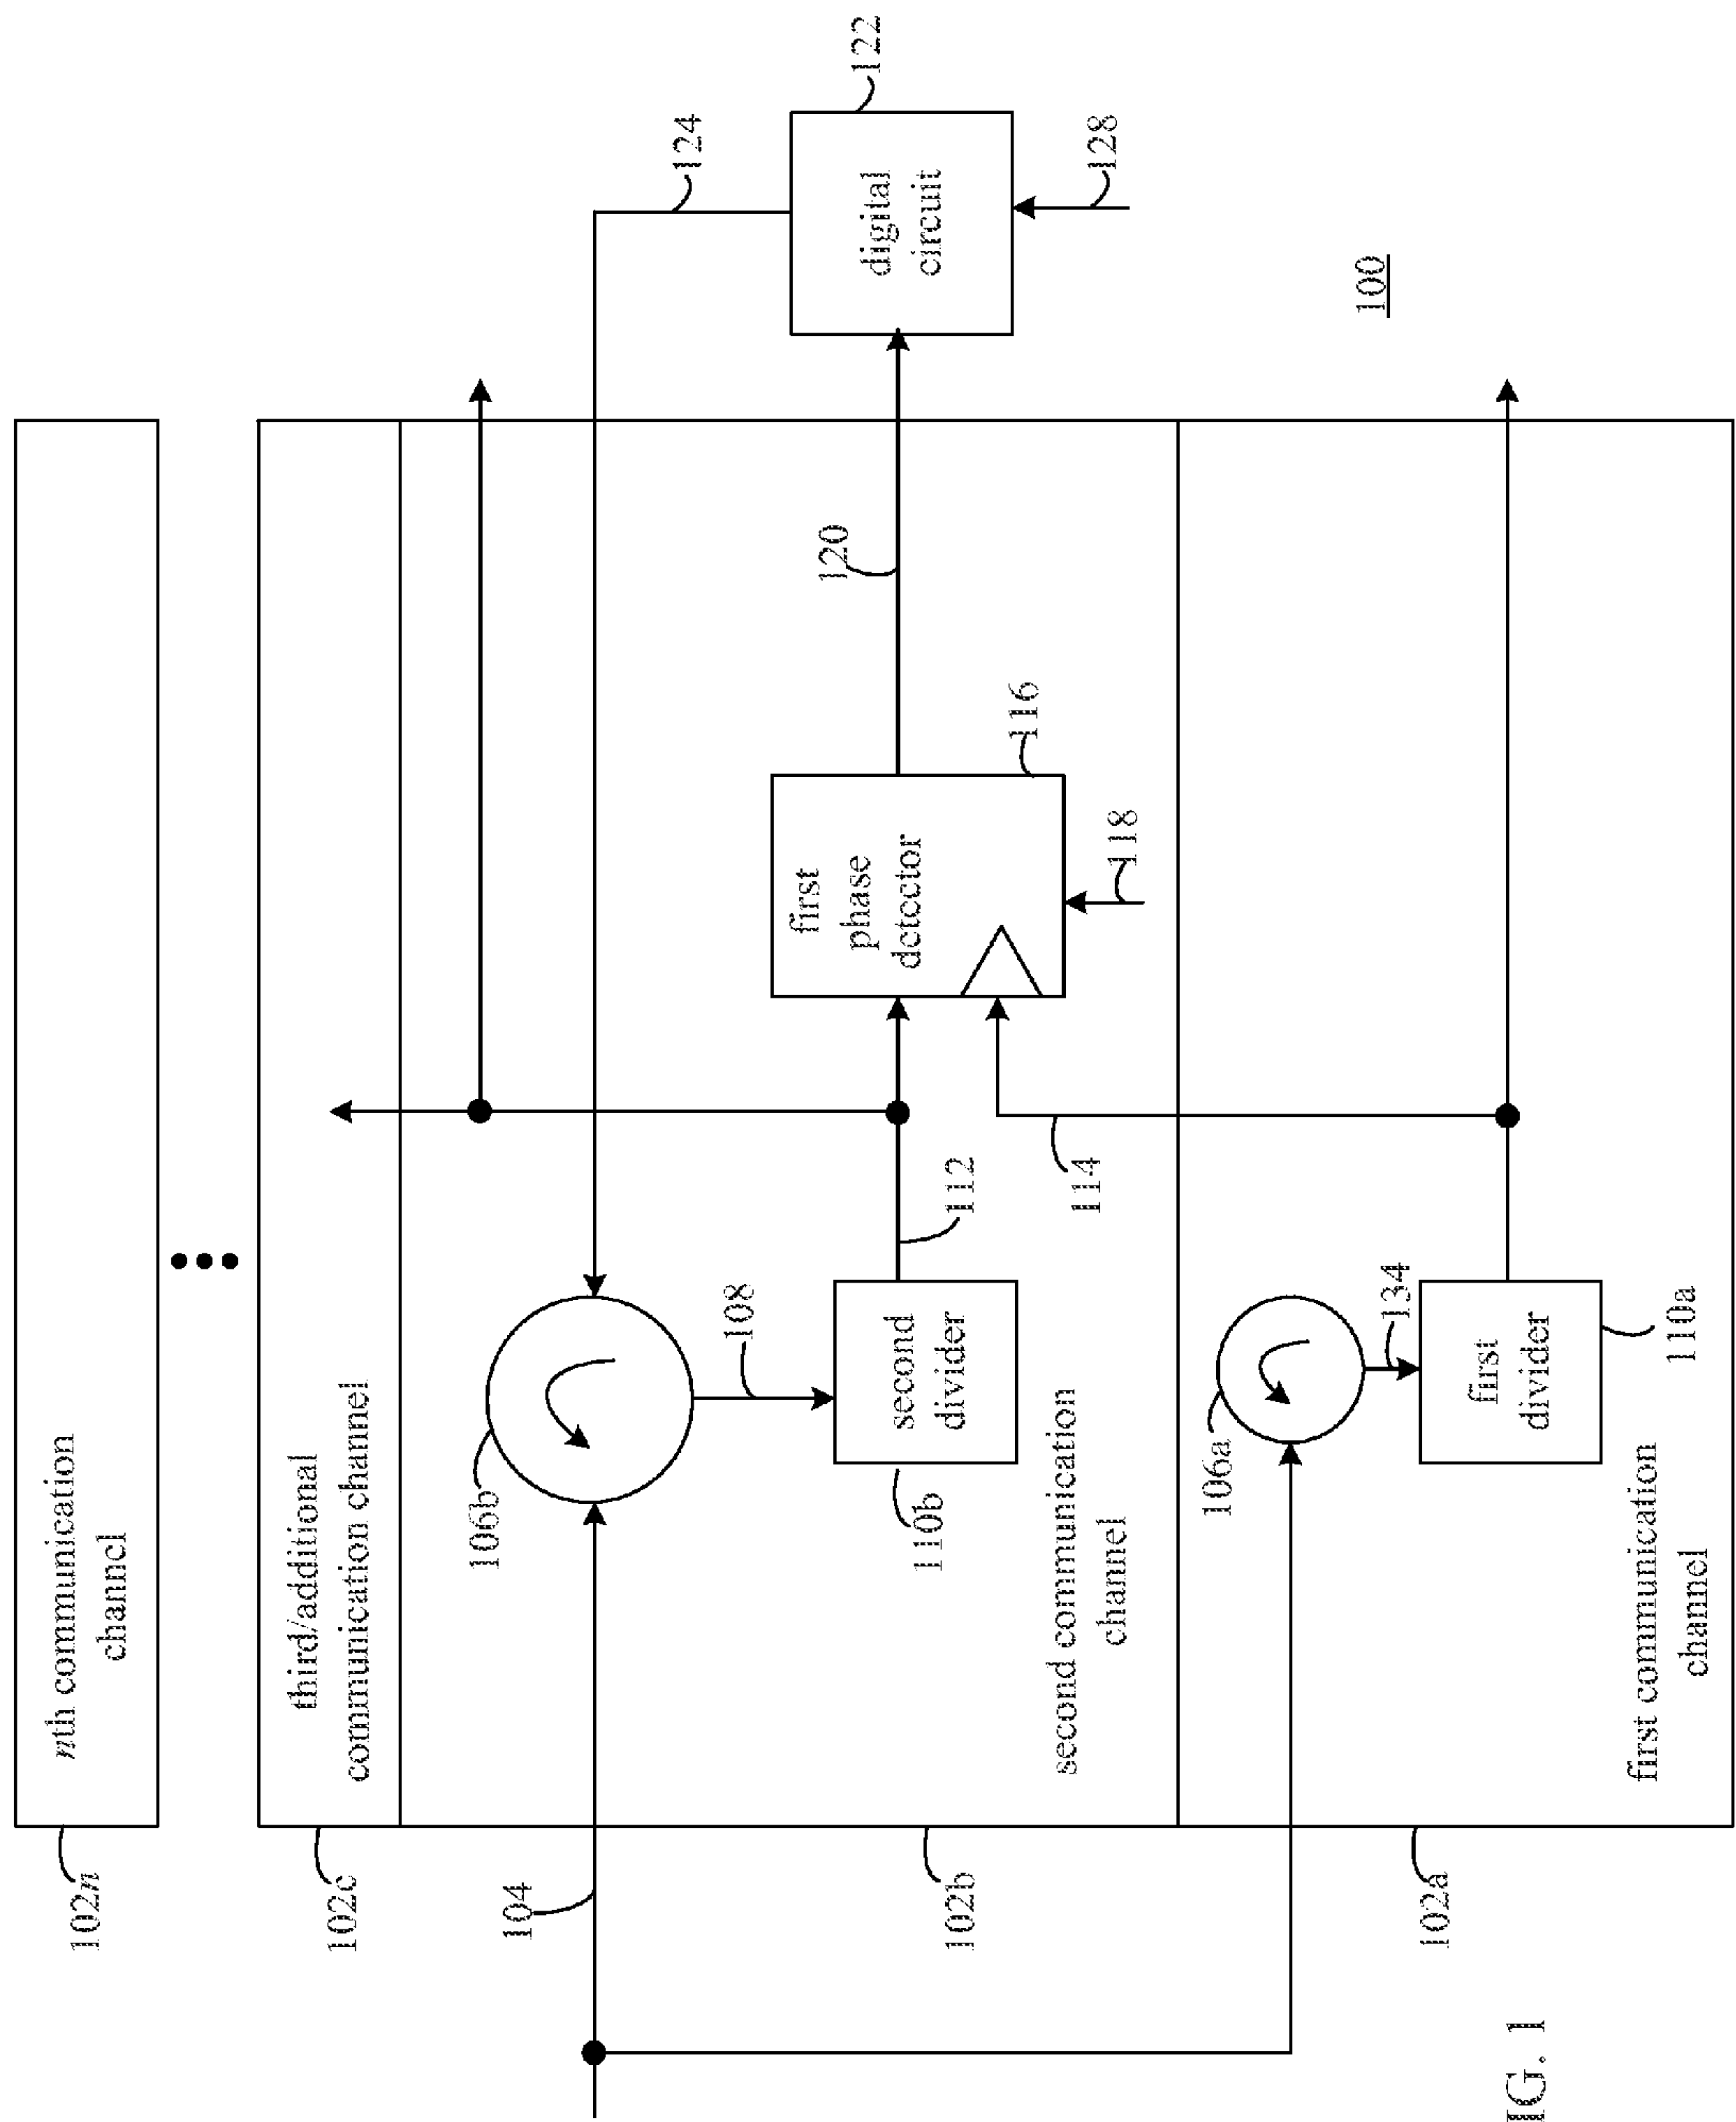 102n
nth communication
channel
102c
third/additional
communication channel
104
106b
108
124
second
divider
110b
112
first
phase
detector
116
118
120
digital
circuit
122
128
102b
second communication
channel
114
106a
134
first
divider
110a
102a
first communication
channel
100
IG. 1